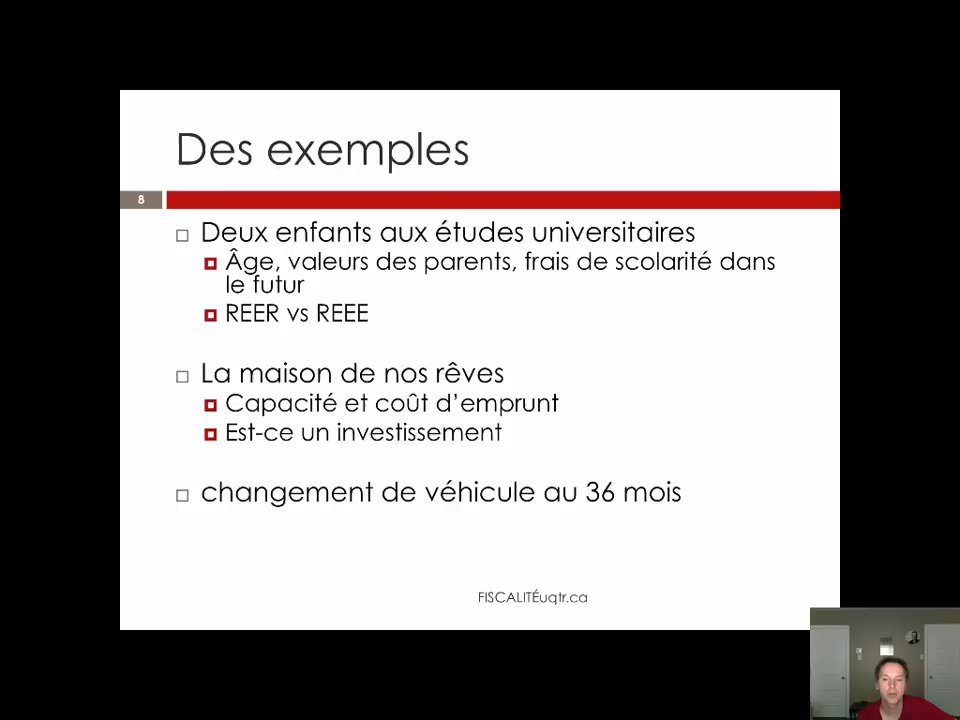 Des exemples
8
Deux enfants aux études universitaires
Âge, valeurs des parents, frais de scolarité dans
le futur
REER vs REEE
La maison de nos rêves
Capacité et coût d'emprunt
Est-ce un investissement
changement de véhicule au 36 mois
FISCALITÉuqtr.ca